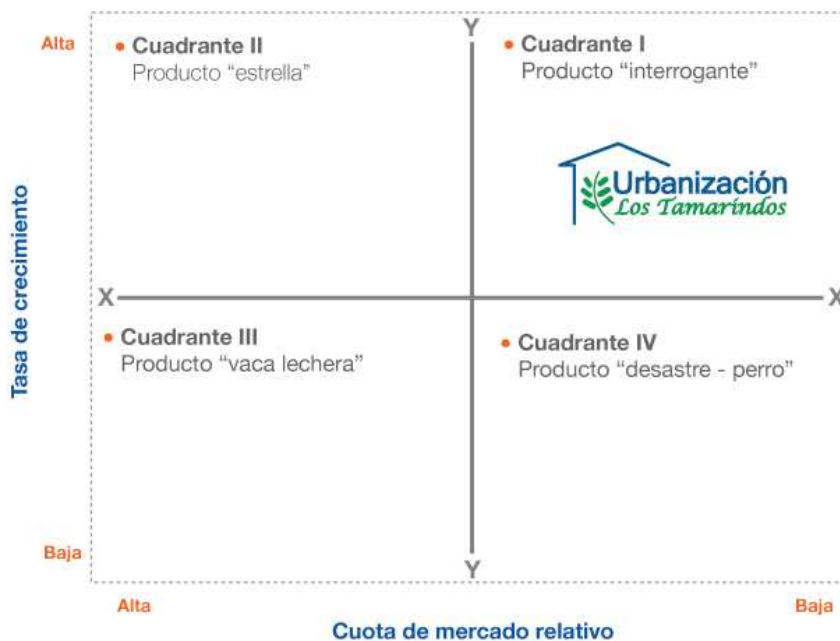 Alta
Y
• Cuadrante II
Producto “estrella”
• Cuadrante I
Producto “interrogante”
Urbanización
Los Tamarindos
Tasa de crecimiento
X
X
• Cuadrante III
Producto “vaca lechera”
• Cuadrante IV
Producto “desastre - perro”
Baja
Y
Alta
Baja
Cuota de mercado relativo